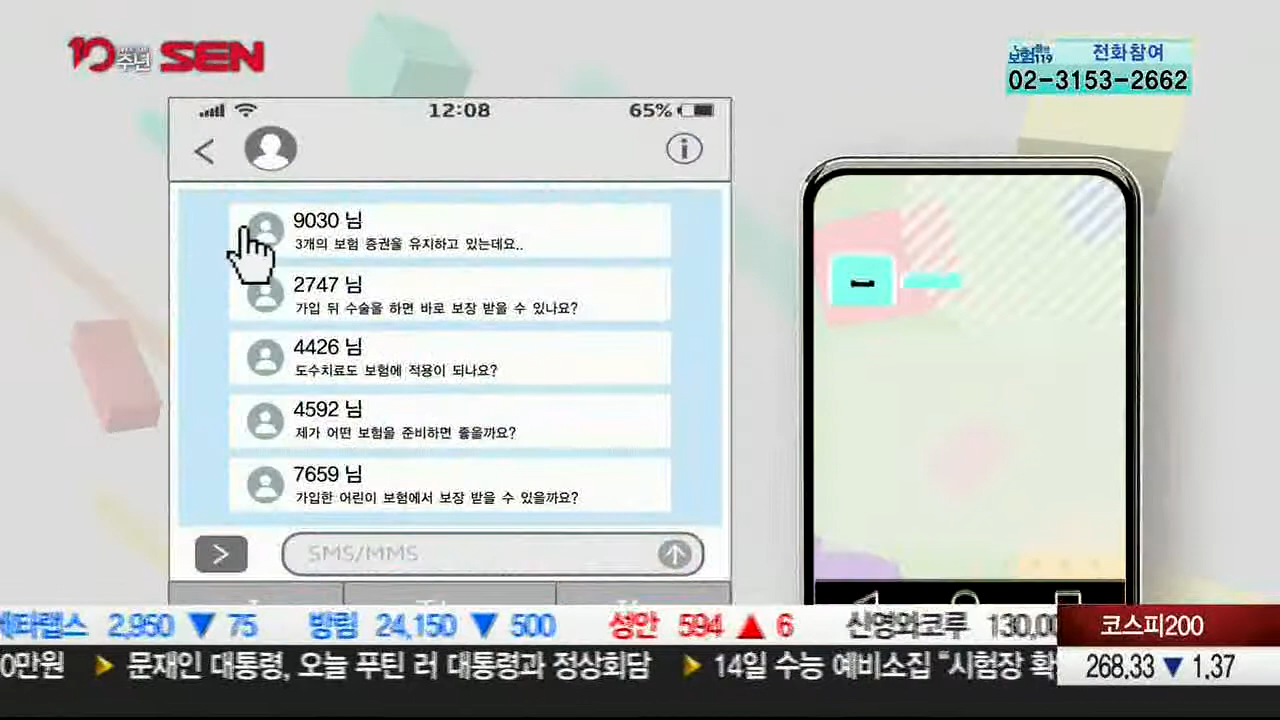 10주년 SEN
보험119 전화참여
02-3153-2662
12:08 65%
9030 님
3개의 보험 증권을 유지하고 있는데요..
2747 님
가입 뒤 수술을 하면 바로 보장 받을 수 있나요?
4426 님
도수치료도 보험에 적용이 되나요?
4592 님
제가 어떤 보험을 준비하면 좋을까요?
7659 님
가입한 어린이 보험에서 보장 받을 수 있을까요?
SMS/MMS
메타랩스 2,950 ▼ 75 방림 24,150 ▼ 500 성안 594 ▲ 6 신영와코루 130,00
코스피200
0만원 ▶ 문재인 대통령, 오늘 푸틴 러 대통령과 정상회담 ▶ 14일 수능 예비소집 “시험장 확
268.33 ▼ 1.37